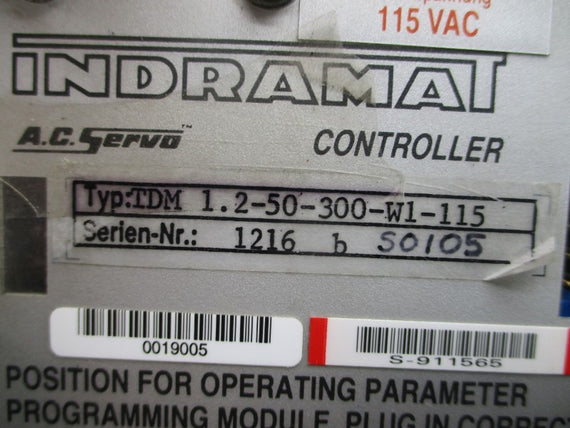 115 VAC
INDRAMAT
A.C. Servo™ CONTROLLER
Typ:TDM 1.2-50-300-W1-115
Serien-Nr.: 1216 b S0105
0019005
S-911565
POSITION FOR OPERATING PARAMETER
PROGRAMMING MODULE, PLUG IN CORRECT